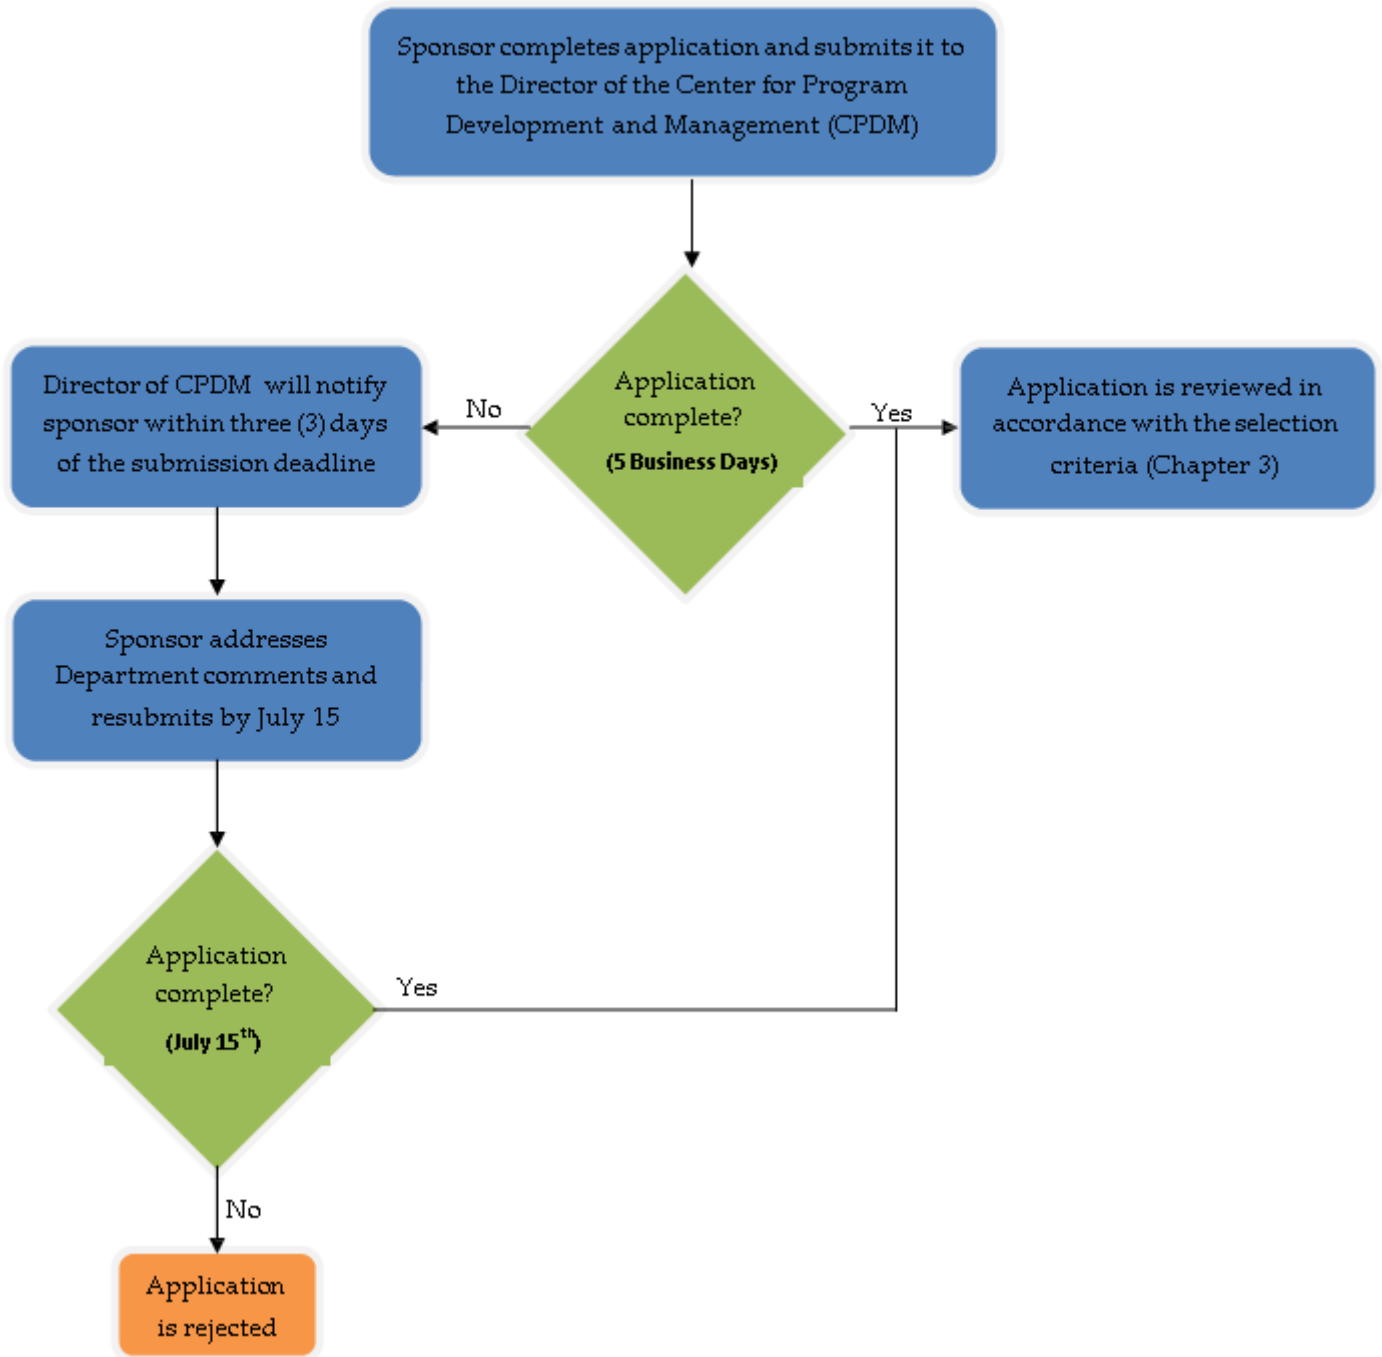 Sponsor completes application and submits it to
the Director of the Center for Program
Development and Management (CPDM)
Application
complete?
(5 Business Days)
No
Yes
Director of CPDM will notify
sponsor within three (3) days
of the submission deadline
Application is reviewed in
accordance with the selection
criteria (Chapter 3)
Sponsor addresses
Department comments and
resubmits by July 15
Application
complete?
(July 15th)
Yes
No
Application
is rejected